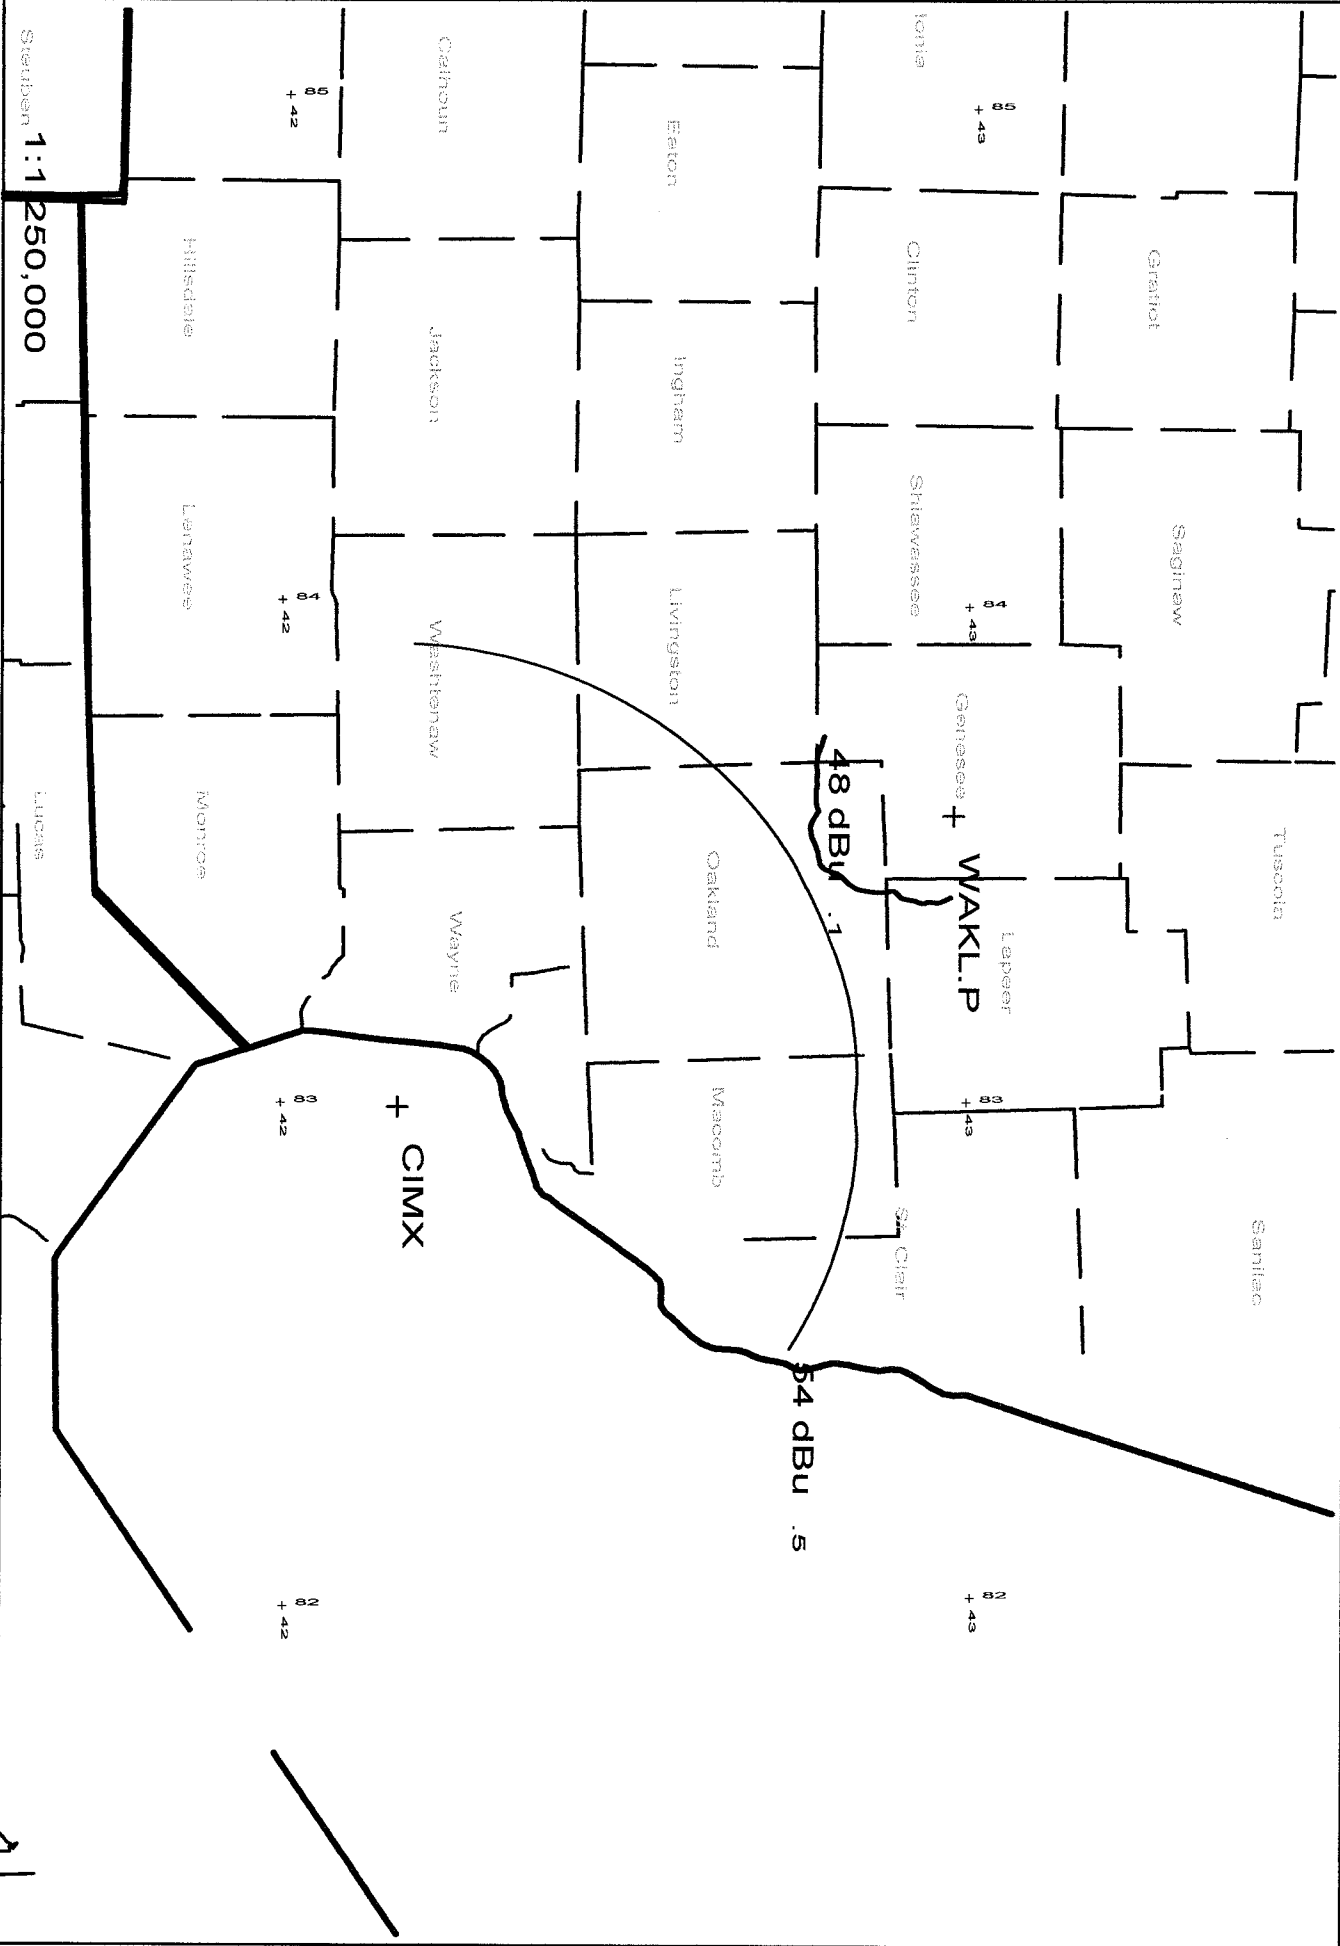 Gratiot
Saginaw
Tuscola
Sanilac
Ionia
+ 85
43
Clinton
Shiawassee
+ 84
43
Genesee
+ WAKL.P
Lapeer
+ 83
43
St. Clair
+ 82
43
48 dBu .1
54 dBu .5
Eaton
Ingham
Livingston
Oakland
Macomb
Calhoun
Jackson
Washtenaw
Wayne
+ CIMX
+ 85
42
Hillsdale
Lenawee
+ 84
42
Monroe
+ 83
42
+ 82
42
Steuben
1:1 250,000
Lucas